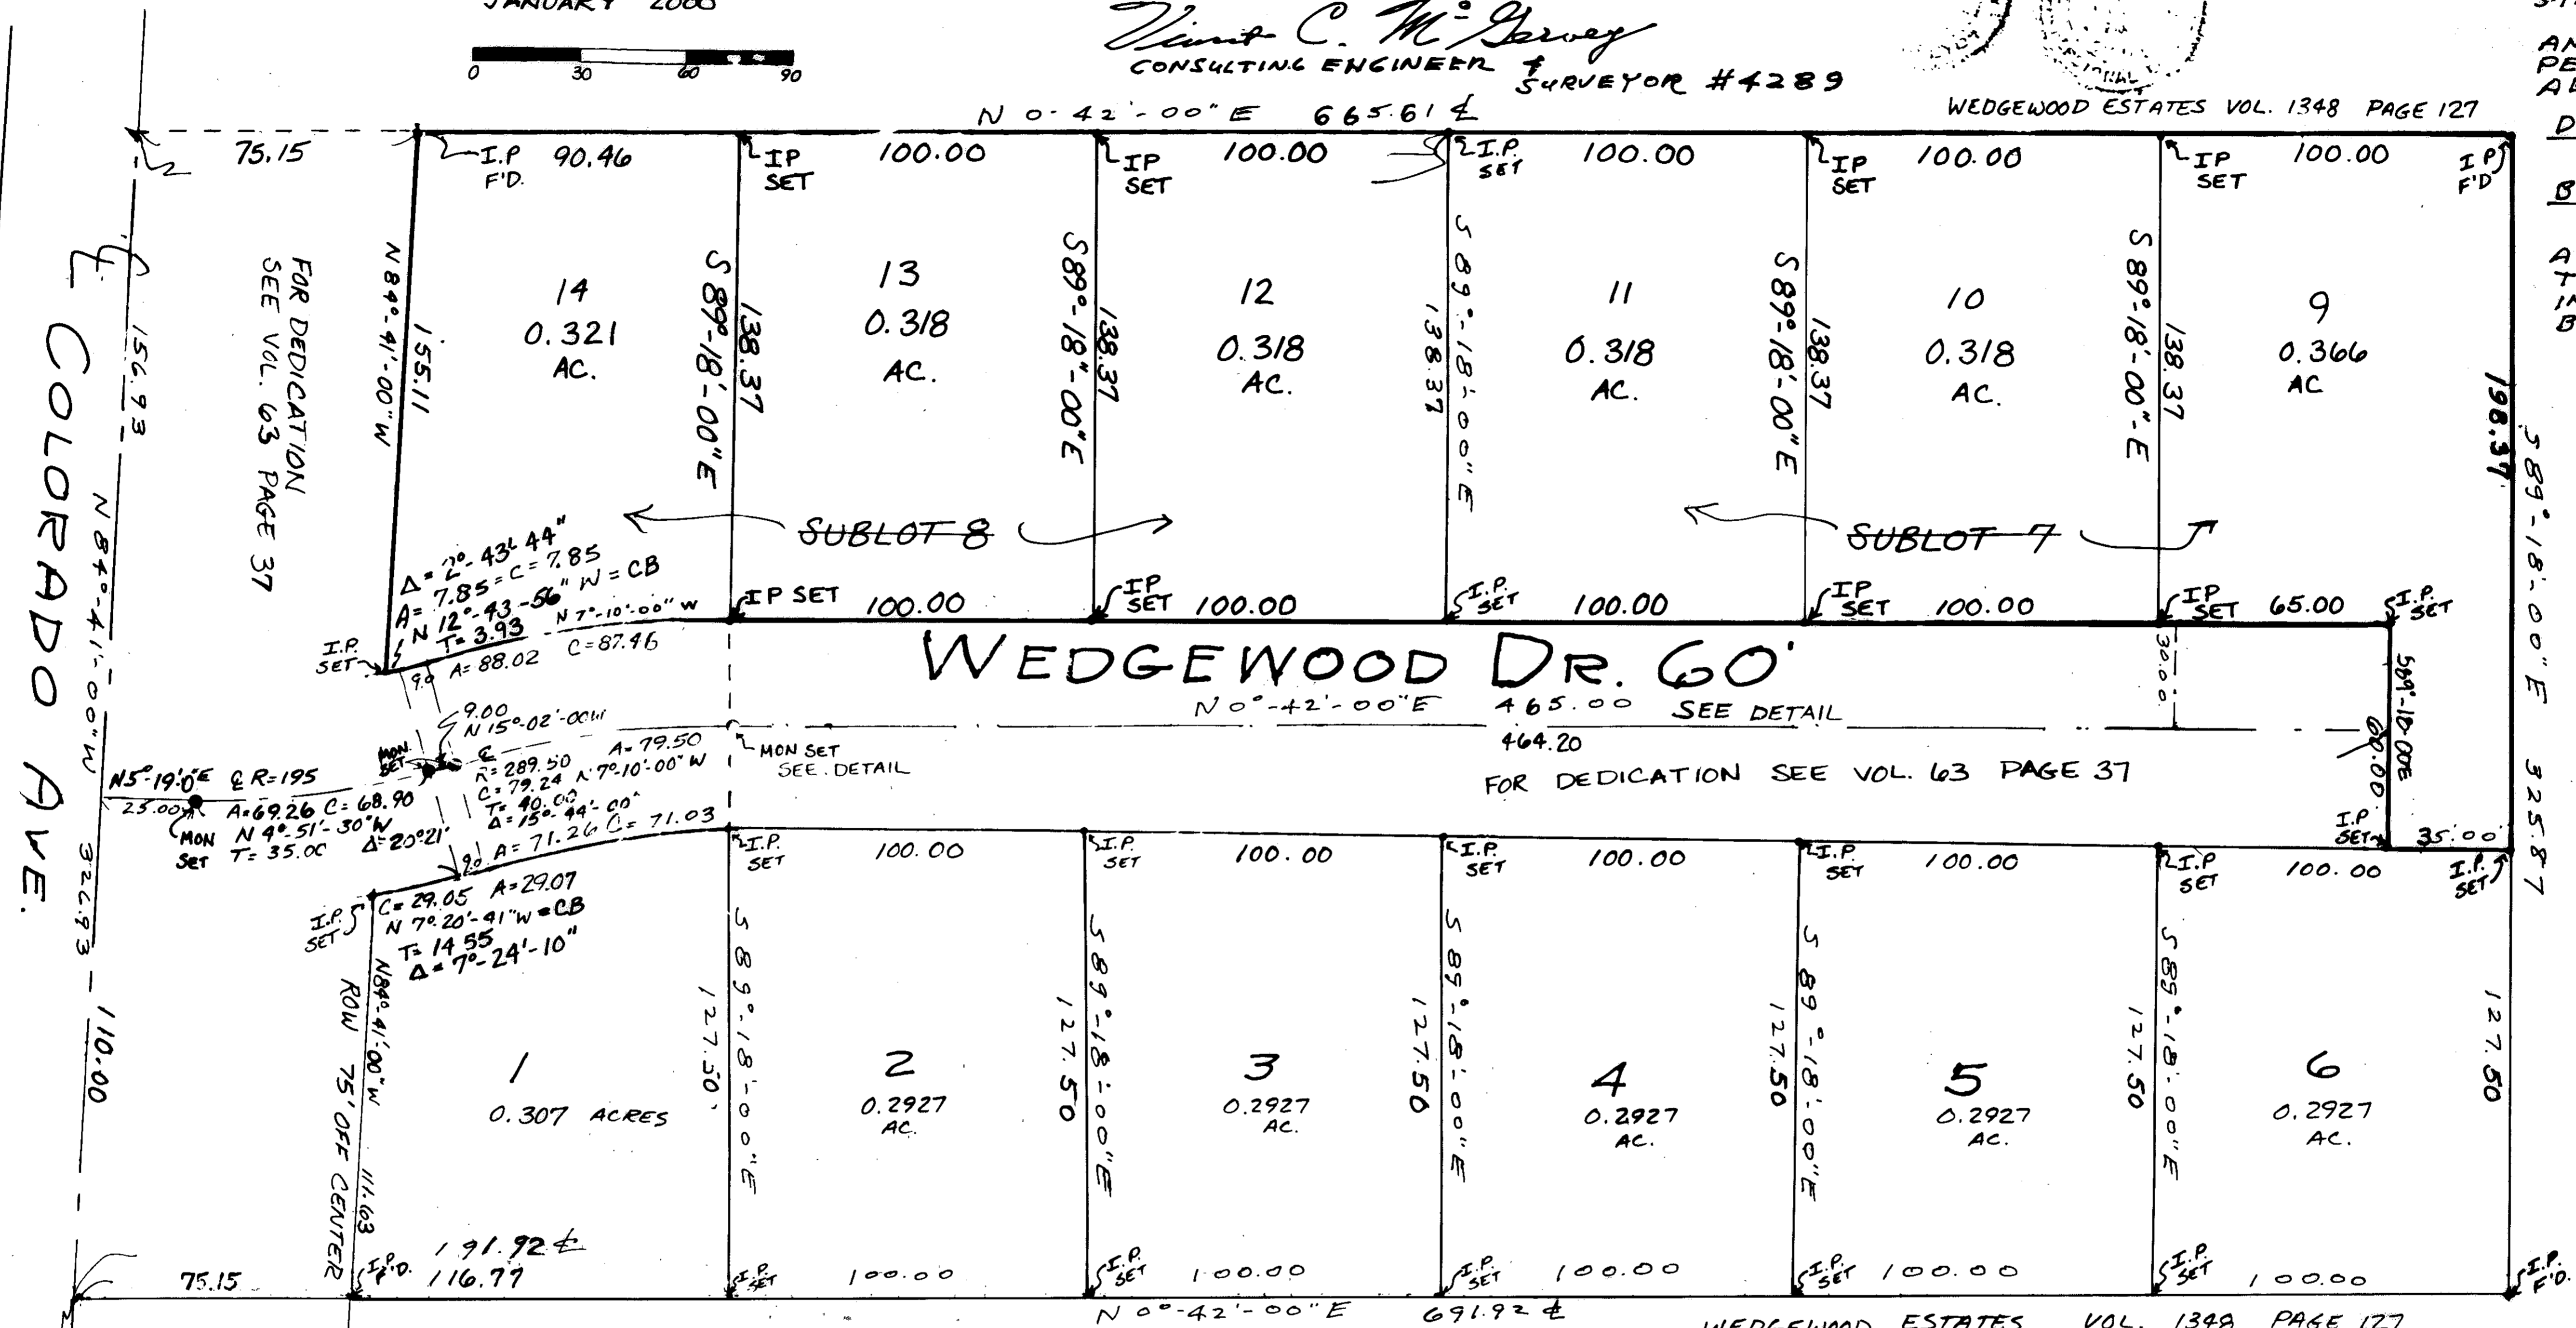 JANUARY 2000
0 30 60 90
Vincent C. McGarvey
CONSULTING ENGINEER &
SURVEYOR #4289
N 0-42'-00"E 665.61 ℄
WEDGEWOOD ESTATES VOL. 1348 PAGE 127
75.15
I.P F'D.
90.46
IP SET
100.00
IP SET
100.00
I.P. SET
100.00
IP SET
100.00
IP SET
100.00
I.P F'D
℄ COLORADO AVE.
156.93
N 84°-41'-00"W 326.93
110.00
FOR DEDICATION
SEE VOL. 63 PAGE 37
N 84°-41'-00"W
155.11
14
0.321
AC.
S 89°-18'-00"E
138.37
13
0.318
AC.
S 89°-18'-00"E
138.37
12
0.318
AC.
S 89°-18'-00"E
138.37
11
0.318
AC.
S 89°-18'-00"E
138.37
10
0.318
AC.
S 89°-18'-00"-E
138.37
9
0.366
AC
198.37
S 89°-18'-00"E 325.87
SUBLOT 8
SUBLOT 7
Δ = 2°-43'-44"
A = 7.85 = C = 7.85
N 12°-43-56" W = CB
T= 3.93
N 7°-10'-00" W
I.P. SET
9.0 A= 88.02 C= 87.46
IP SET
100.00
I.P. SET
100.00
I.P. SET
100.00
IP SET
100.00
IP SET
65.00
I.P. SET
WEDGEWOOD DR. 60'
N 0°-42'-00"E 465.00 SEE DETAIL
464.20
FOR DEDICATION SEE VOL. 63 PAGE 37
30.00
S89°-18-00E
60.00
I.P SET
35.00
9.00
N 15°-02'-00W
MON. SET
℄
A= 79.50
R= 289.50
C= 79.24 N 7°-10'-00" W
T= 40.00
Δ= 15°-44'-00"
MON SET
SEE DETAIL
N5°-19'-0"E ℄ R=195
25.00
A=69.26 C= 68.90
N 4°-51'-30"W
T= 35.00 Δ=20°21'
MON SET
9.0 A= 71.26 C= 71.03
I.P. SET
C= 29.05 A=29.07
N 7°-20'-41"W = CB
T= 14.55
Δ= 7°-24'-10"
I.P. SET
100.00
I.P. SET
100.00
I.P. SET
100.00
I.P. SET
100.00
I.P. SET
100.00
I.P. SET
N84°-41'-00"W
111.63
ROW 75' OFF CENTER
1
0.307 ACRES
127.50'
S 89°-18'-00"E
2
0.2927
AC.
127.50
S 89°-18'-00"E
3
0.2927
AC.
127.50
S 89°-18'-00"E
4
0.2927
AC.
127.50
S 89°-18'-00"E
5
0.2927
AC.
127.50
S 89°-18'-00"E
6
0.2927
AC.
127.50
191.92 ℄
75.15
I.P. F'D.
116.77
I.P. SET
100.00
I.P. SET
100.00
I.P. SET
100.00
I.P. SET
100.00
I.P. SET
100.00
I.P. F'D.
N 0°-42'-00"E 691.92 ℄
WEDGEWOOD ESTATES VOL. 1348 PAGE 127